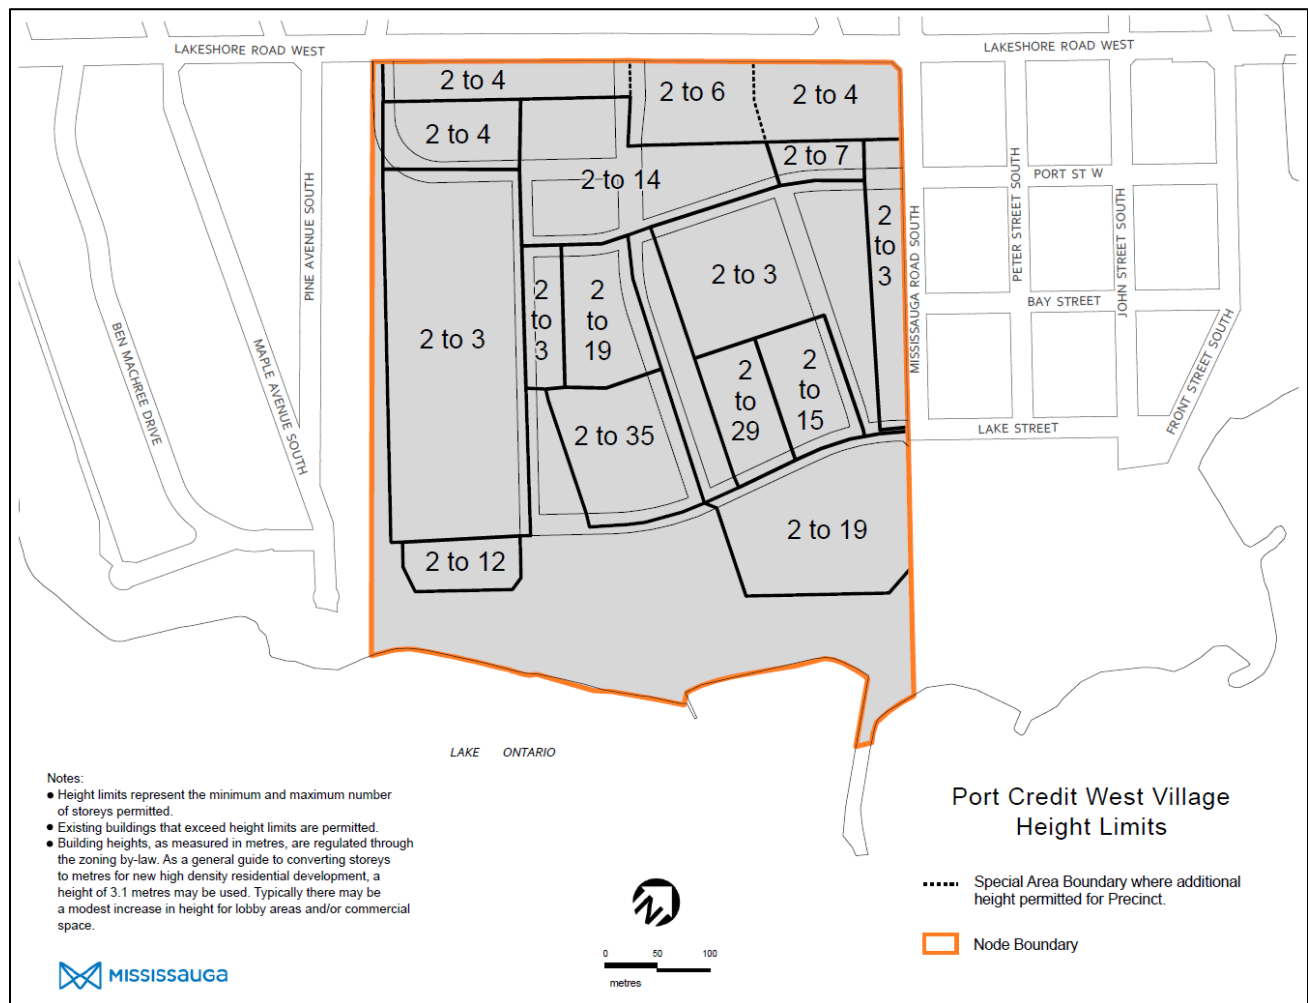 LAKESHORE ROAD WEST
LAKESHORE ROAD WEST
2 to 4
2 to 6
2 to 4
2 to 4
2 to 7
2 to 14
PORT ST W
PINE AVENUE SOUTH
PETER STREET SOUTH
JOHN STREET SOUTH
MISSISSAUGA ROAD SOUTH
2
to
3
2 to 3
2
to
3
2
to
19
2 to 3
BAY STREET
BEN MACHREE DRIVE
MAPLE AVENUE SOUTH
FRONT STREET SOUTH
2
to
29
2
to
15
2 to 35
LAKE STREET
2 to 19
2 to 12
LAKE ONTARIO
Notes:
● Height limits represent the minimum and maximum number
of storeys permitted.
● Existing buildings that exceed height limits are permitted.
● Building heights, as measured in metres, are regulated through
the zoning by-law. As a general guide to converting storeys
to metres for new high density residential development, a
height of 3.1 metres may be used. Typically there may be
a modest increase in height for lobby areas and/or commercial
space.
MISSISSAUGA
N
0 50 100
metres
Port Credit West Village
Height Limits
Special Area Boundary where additional
height permitted for Precinct.
Node Boundary